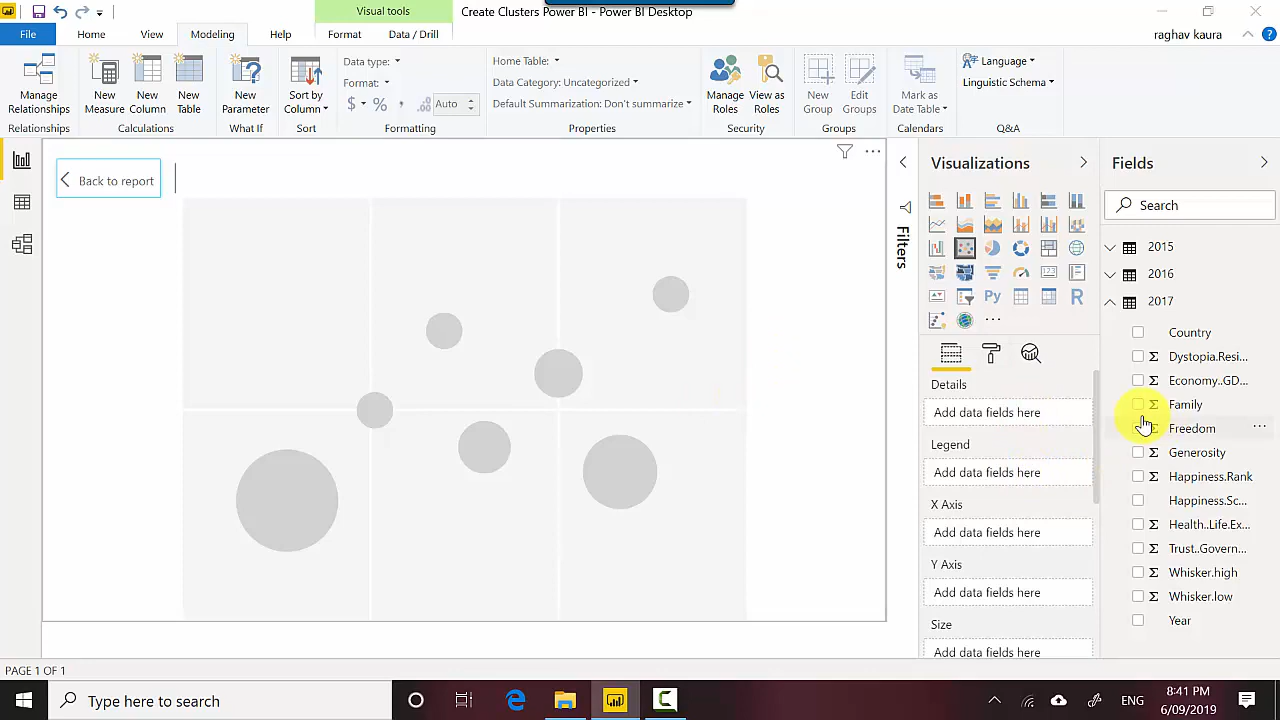 Visual tools
Create Clusters Power BI - Power BI Desktop
File
Home
View
Modeling
Help
Format
Data / Drill
raghav kaura
Manage Relationships
Relationships
New Measure
New Column
New Table
Calculations
New Parameter
What If
Sort by Column
Sort
Data type:
Format:
$ % , .00 Auto
Formatting
Home Table:
Data Category: Uncategorized
Default Summarization: Don't summarize
Properties
Manage Roles
View as Roles
Security
New Group
Edit Groups
Groups
Mark as Date Table
Calendars
Language
Linguistic Schema
Q&A
Back to report
Filters
Visualizations
Py
R
123
Details
Add data fields here
Legend
Add data fields here
X Axis
Add data fields here
Y Axis
Add data fields here
Size
Add data fields here
Fields
Search
2015
2016
2017
Country
Σ Dystopia.Resi...
Σ Economy..GD...
Σ Family
Freedom
Σ Generosity
Σ Happiness.Rank
Happiness.Sc...
Σ Health..Life.Ex...
Σ Trust..Govern...
Σ Whisker.high
Σ Whisker.low
Year
PAGE 1 OF 1
Type here to search
ENG
8:41 PM
6/09/2019